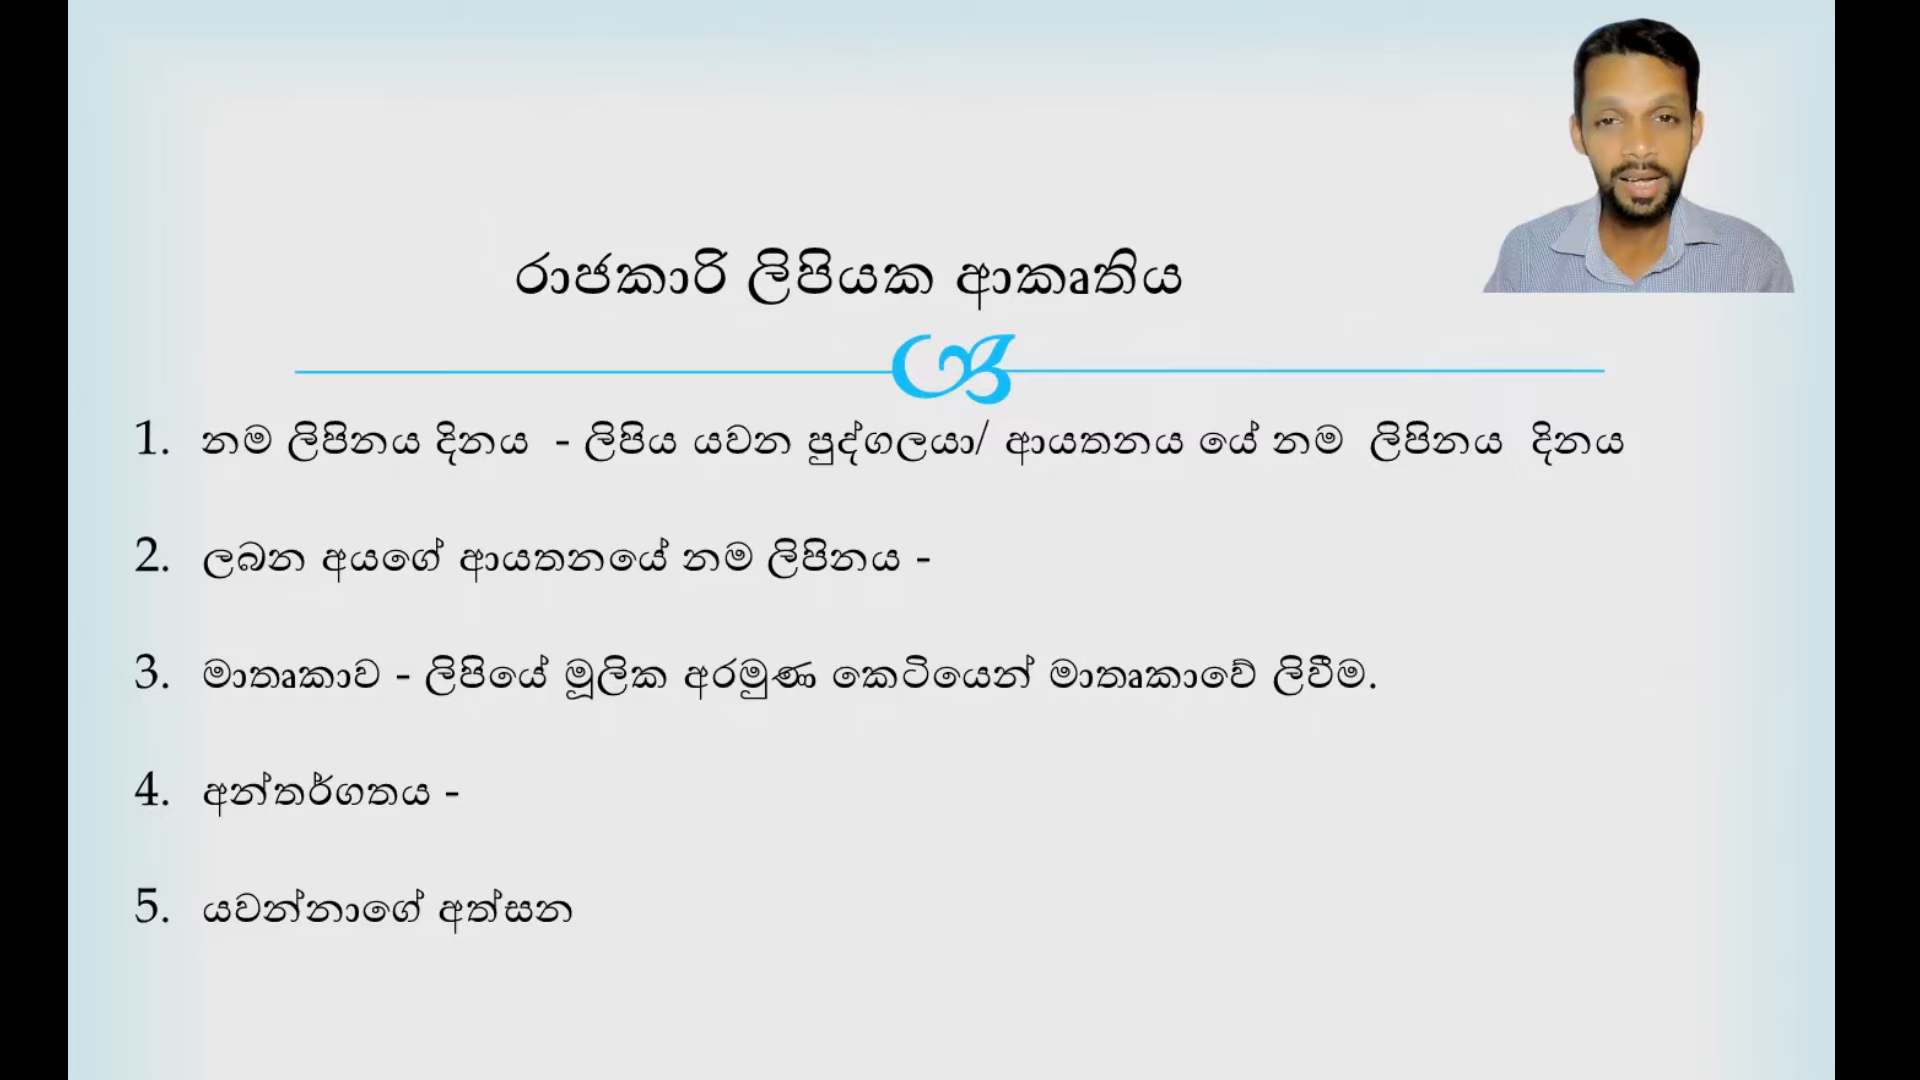 රාජකාරි ලිපියක ආකෘතිය
1. නම ලිපිනය දිනය - ලිපිය යවන පුද්ගලයා/ ආයතනය යේ නම ලිපිනය දිනය
2. ලබන අයගේ ආයතනයේ නම ලිපිනය -
3. මාතෘකාව - ලිපියේ මූලික අරමුණ කෙටියෙන් මාතෘකාවේ ලිවීම.
4. අන්තර්ගතය -
5. යවන්නාගේ අත්සන